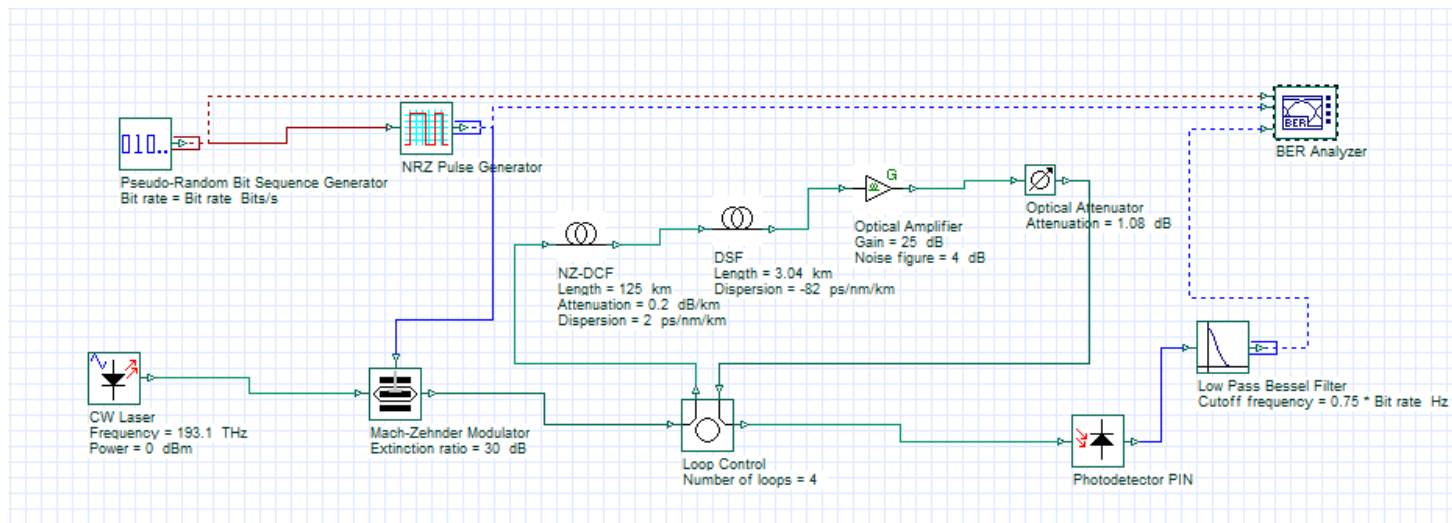 010..
Pseudo-Random Bit Sequence Generator
Bit rate = Bit rate  Bits/s
NRZ Pulse Generator
BER
BER Analyzer
G
Optical Amplifier
Gain = 25  dB
Noise figure = 4  dB
Optical Attenuator
Attenuation = 1.08  dB
NZ-DCF
Length = 125  km
Attenuation = 0.2  dB/km
Dispersion = 2  ps/nm/km
DSF
Length = 3.04  km
Dispersion = -82  ps/nm/km
CW Laser
Frequency = 193.1  THz
Power = 0  dBm
Mach-Zehnder Modulator
Extinction ratio = 30  dB
Loop Control
Number of loops = 4
Low Pass Bessel Filter
Cutoff frequency = 0.75 * Bit rate  Hz
Photodetector PIN